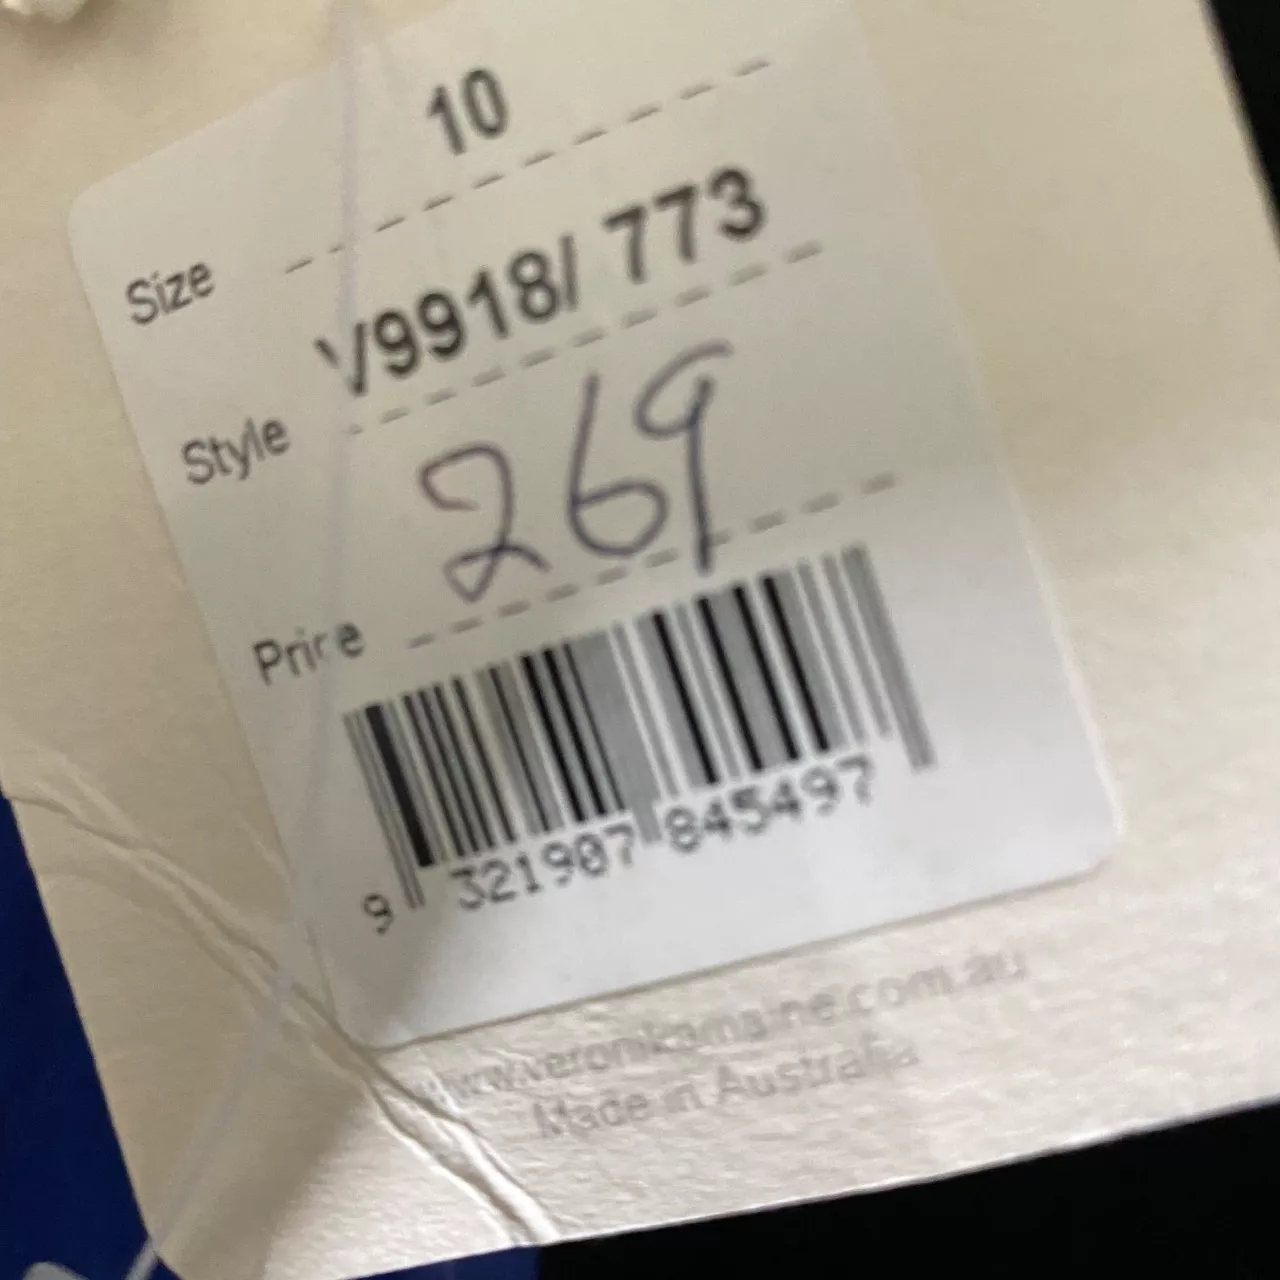 Size 10
Style V9918/ 773
Price 269
9 321907 845497
www.veronikamaine.com.au
Made in Australia